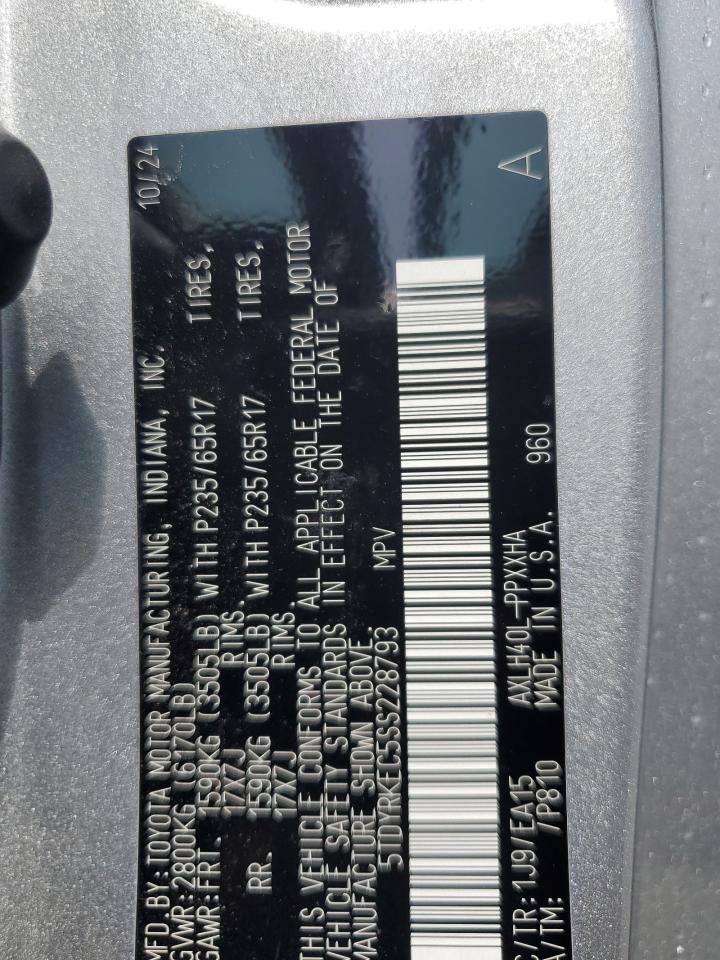 MFD.BY:TOYOTA MOTOR MANUFACTURING, INDIANA, INC. 10/24
GVWR:2800KG (6170LB)
GAWR:FRT. 1590KG (3505LB) WITH P235/65R17 TIRES,
17X7J RIMS.
RR. 1590KG (3505LB) WITH P235/65R17 TIRES,
17X7J RIMS.
THIS VEHICLE CONFORMS TO ALL APPLICABLE FEDERAL MOTOR
VEHICLE SAFETY STANDARDS IN EFFECT ON THE DATE OF
MANUFACTURE SHOWN ABOVE
5TDYRKEC5SS228793 MPV
C/TR:1J9/EA15 AXLH40L-PPXXHA 960 A
A/TM: /P810 MADE IN U.S.A.